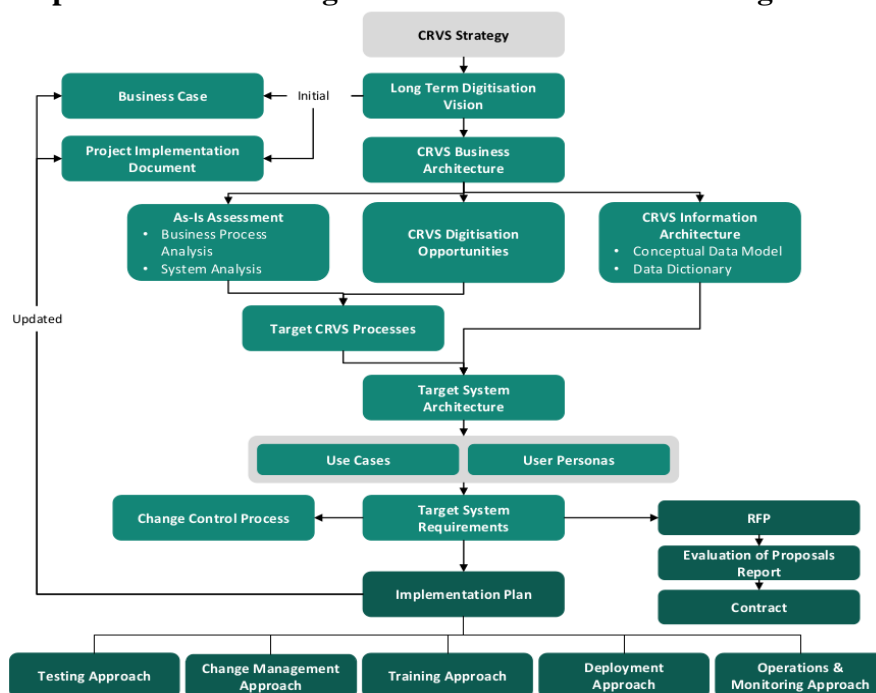 CRVS Strategy
Business Case
Initial
Long Term Digitisation
Vision
Project Implementation
Document
CRVS Business
Architecture
As-Is Assessment
• Business Process
Analysis
• System Analysis
CRVS Digitisation
Opportunities
CRVS Information
Architecture
• Conceptual Data Model
• Data Dictionary
Updated
Target CRVS Processes
Target System
Architecture
Use Cases
User Personas
Change Control Process
Target System
Requirements
RFP
Evaluation of Proposals
Report
Implementation Plan
Contract
Testing Approach
Change Management
Approach
Training Approach
Deployment
Approach
Operations &
Monitoring Approach